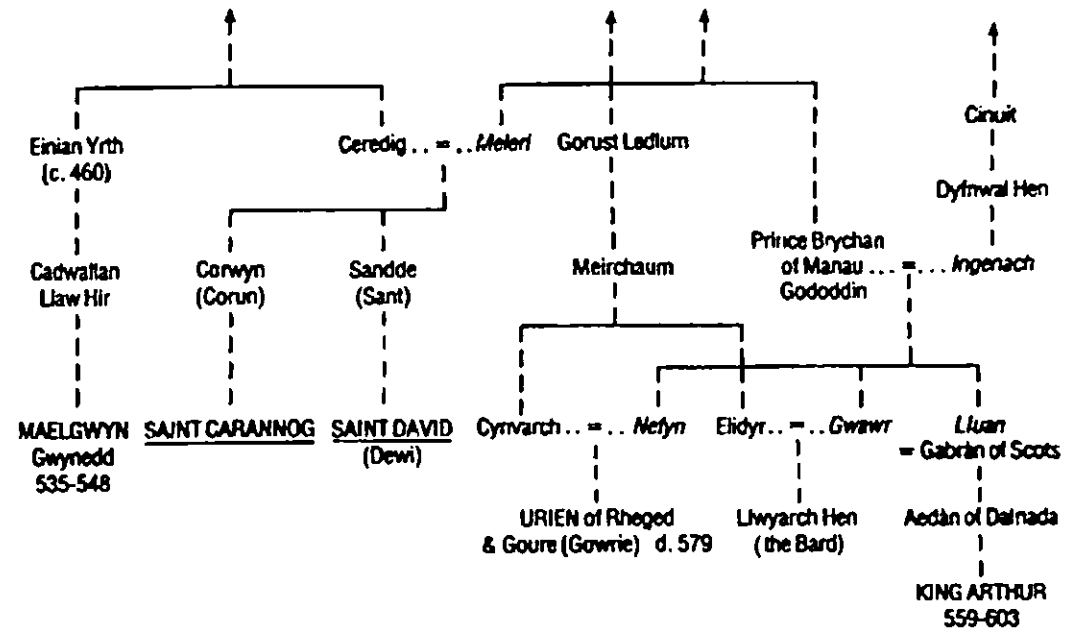 Cinuit
Einian Yrth
(c. 460)
Ceredig .. = .. Meleri
Gorust Ledlum
Dyfnwal Hen
Cadwallan
Llaw Hir
Corwyn
(Corun)
Sandde
(Sant)
Meirchaum
Prince Brychan
of Manau ... = ... Ingenach
Gododdin
MAELGWYN
Gwynedd
535-548
SAINT CARANNOG
SAINT DAVID
(Dewi)
Cynvarch .. = .. Nefyn
Elidyr .. = .. Gwawr
Lluan
= Gabràn of Scots
URIEN of Rheged
& Goure (Gowrie) d. 579
Llwyarch Hen
(the Bard)
Aedàn of Dalriada
KING ARTHUR
559-603